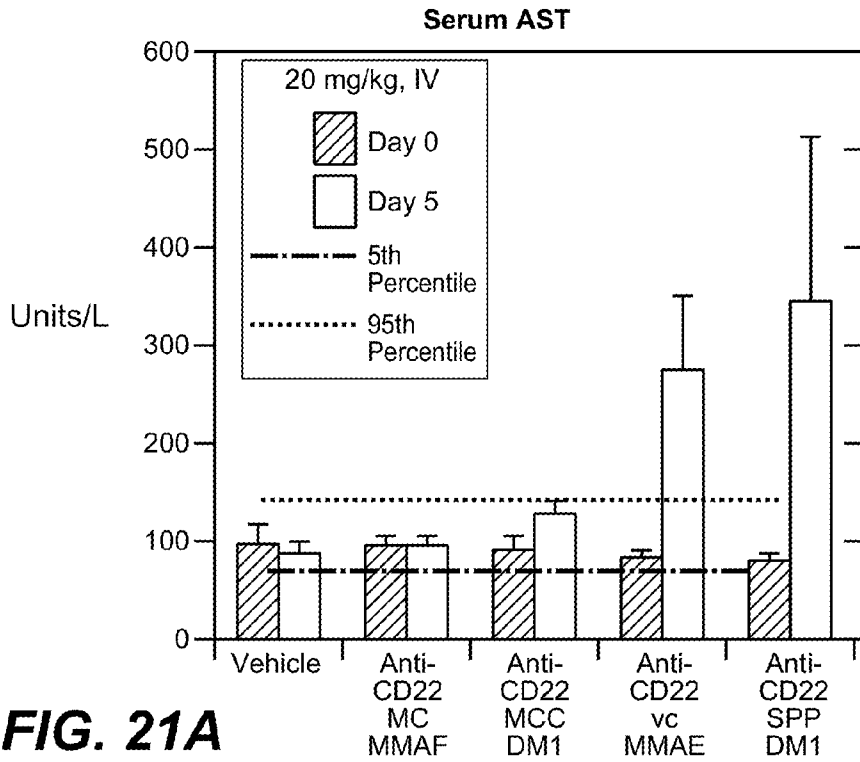 Serum AST
600
500
400
300
200
100
0
Units/L
20 mg/kg, IV
Day 0
Day 5
5th
Percentile
95th
Percentile
Vehicle
Anti-
CD22
MC
MMAF
Anti-
CD22
MCC
DM1
Anti-
CD22
vc
MMAE
Anti-
CD22
SPP
DM1
FIG. 21A